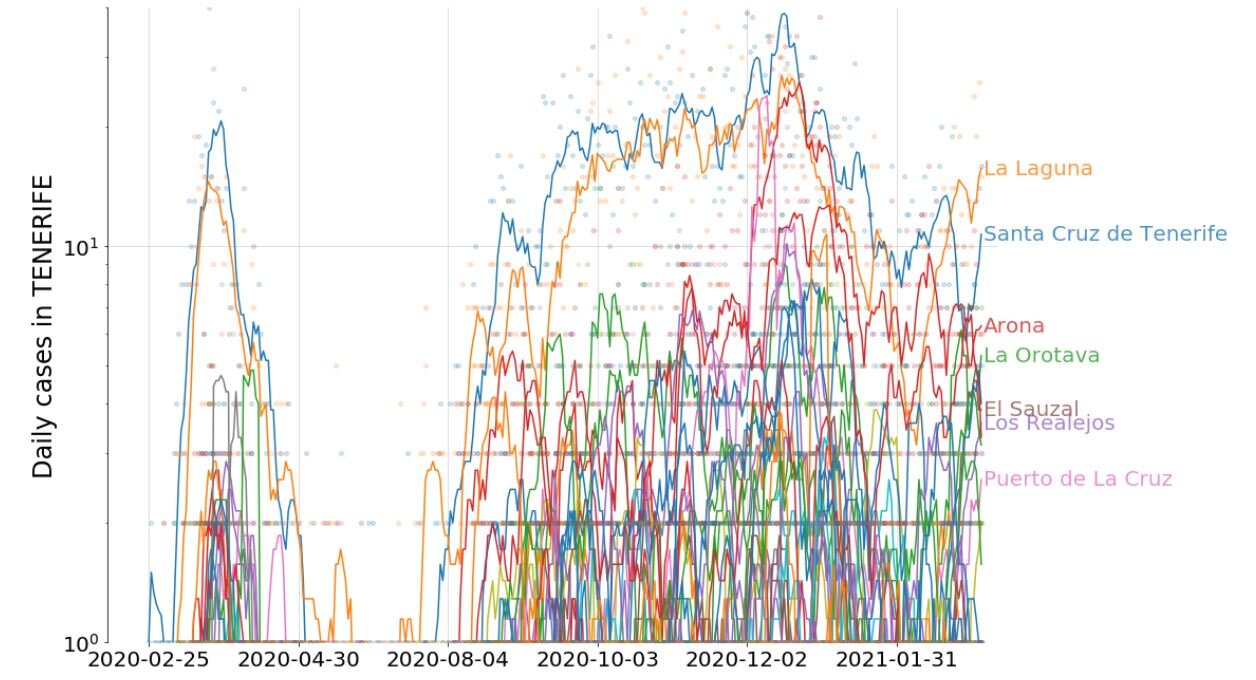 Daily cases in TENERIFE
10¹
10⁰
2020-02-25 2020-04-30 2020-08-04 2020-10-03 2020-12-02 2021-01-31
La Laguna
Santa Cruz de Tenerife
Arona
La Orotava
El Sauzal
Los Realejos
Puerto de La Cruz